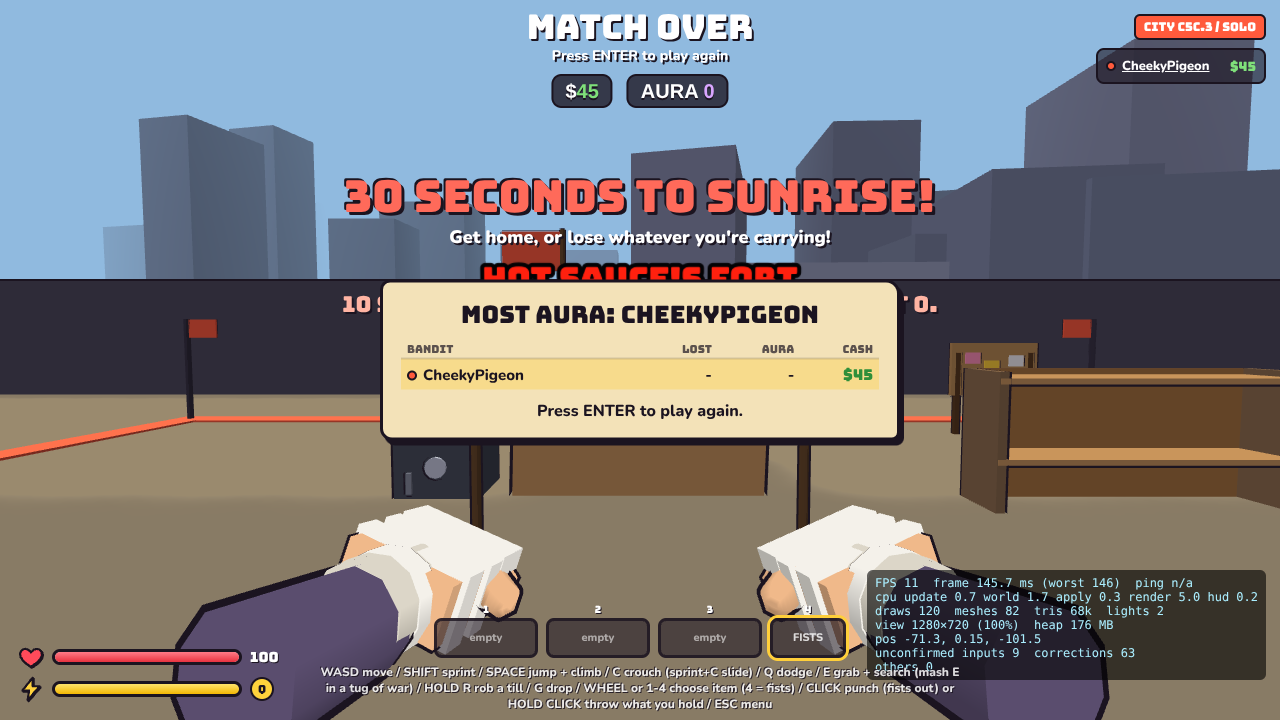 MATCH OVER
Press ENTER to play again
$45 AURA 0
CITY C5C.3 / SOLO
CheekyPigeon $45
30 SECONDS TO SUNRISE!
Get home, or lose whatever you're carrying!
HOT SAUCE'S FORT
10
0.
MOST AURA: CHEEKYPIGEON
BANDIT LOST AURA CASH
CheekyPigeon - - $45
Press ENTER to play again.
1 2 3 4
empty empty empty FISTS
100
0
WASD move / SHIFT sprint / SPACE jump + climb / C crouch (sprint+C slide) / Q dodge / E grab + search (mash E
in a tug of war) / HOLD R rob a till / G drop / WHEEL or 1-4 choose item (4 = fists) / CLICK punch (fists out) or
HOLD CLICK throw what you hold / ESC menu
FPS 11 frame 145.7 ms (worst 146) ping n/a
cpu update 0.7 world 1.7 apply 0.3 render 5.0 hud 0.2
draws 120 meshes 82 tris 68k lights 2
view 1280×720 (100%) heap 176 MB
pos -71.3, 0.15, -101.5
unconfirmed inputs 9 corrections 63
others 0